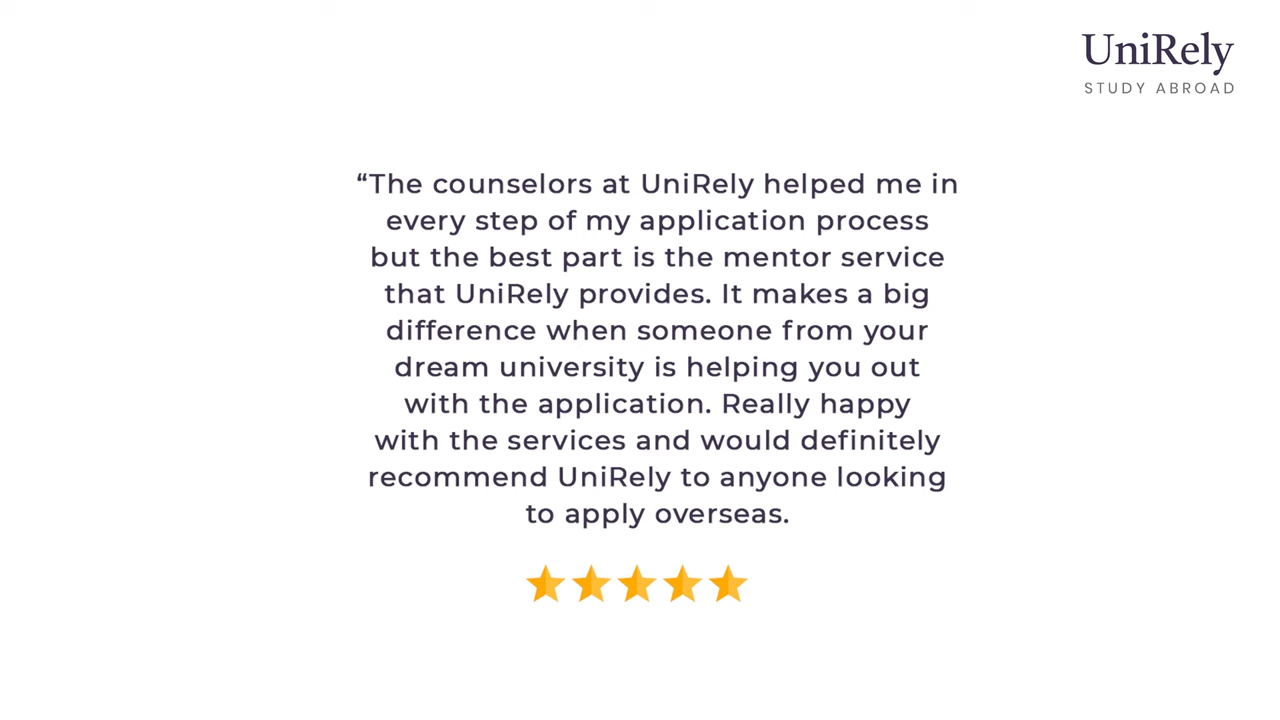 UniRely
STUDY ABROAD
“The counselors at UniRely helped me in
every step of my application process
but the best part is the mentor service
that UniRely provides. It makes a big
difference when someone from your
dream university is helping you out
with the application. Really happy
with the services and would definitely
recommend UniRely to anyone looking
to apply overseas.